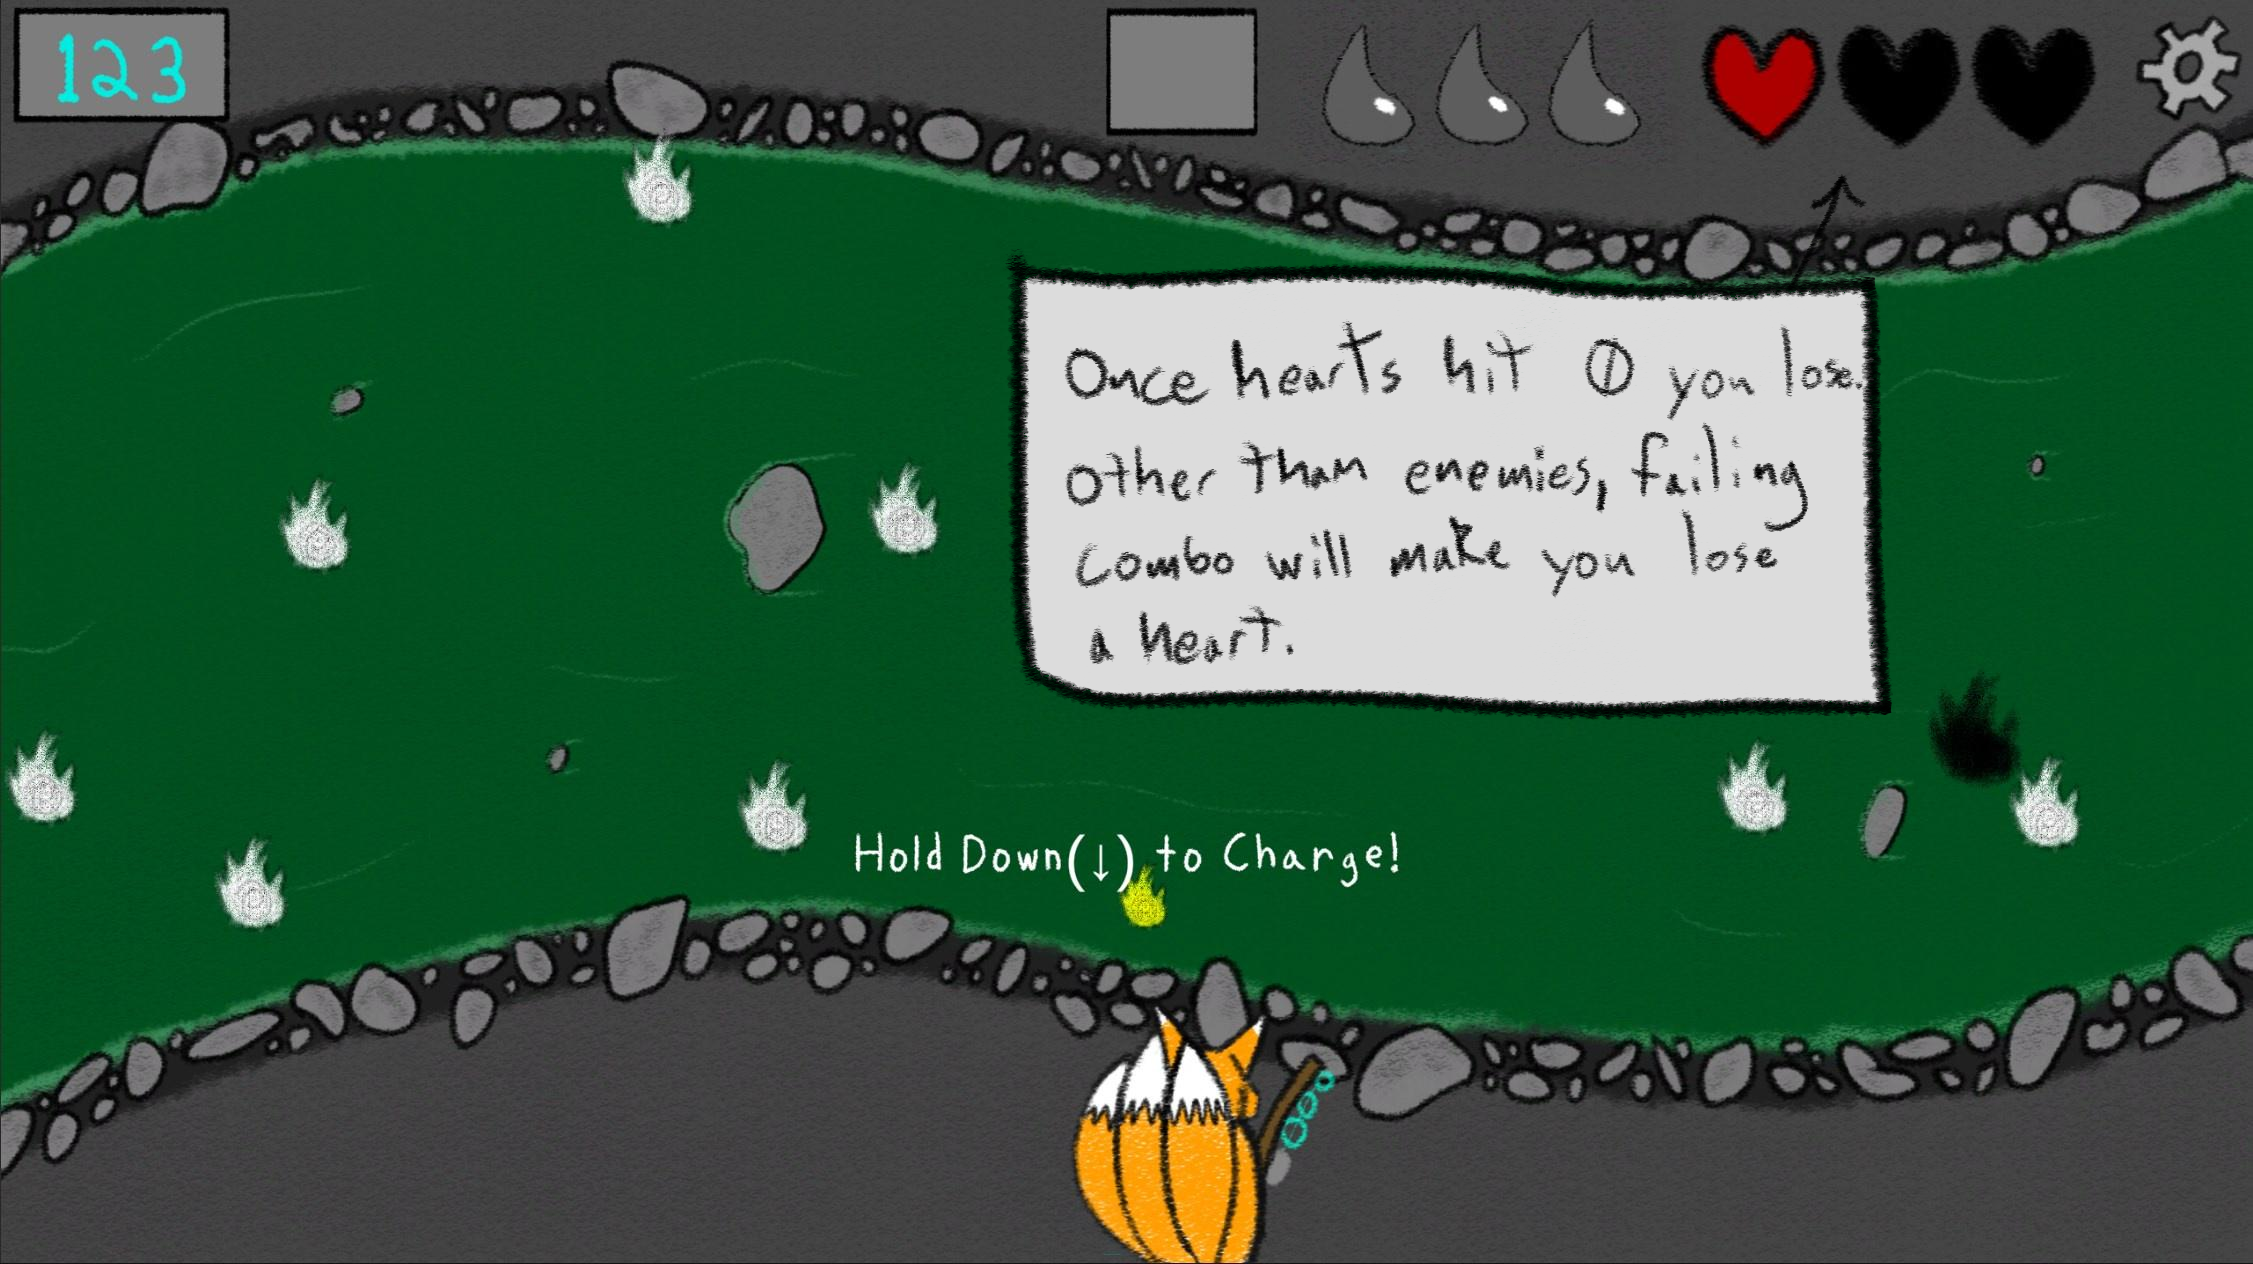 123
Once hearts hit 0 you lose.
other than enemies, failing
combo will make you lose
a heart.
Hold Down(↓) to Charge!